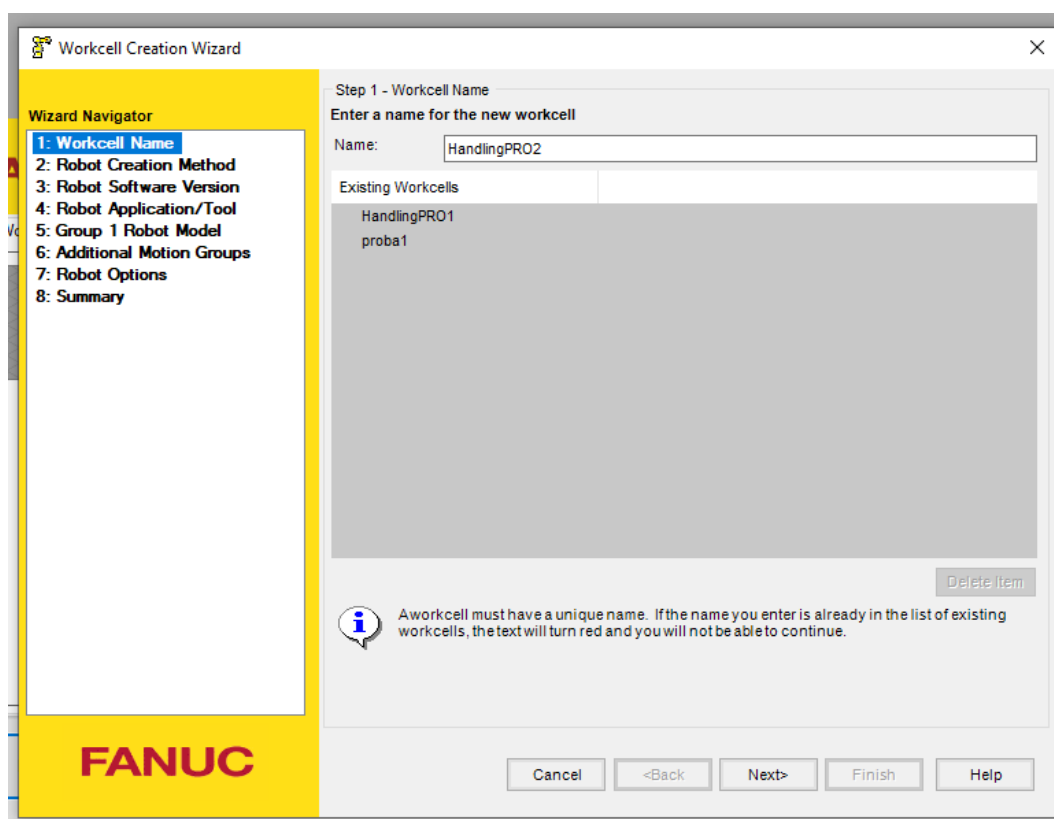 Workcell Creation Wizard
Wizard Navigator
1: Workcell Name
2: Robot Creation Method
3: Robot Software Version
4: Robot Application/Tool
5: Group 1 Robot Model
6: Additional Motion Groups
7: Robot Options
8: Summary
FANUC
Step 1 - Workcell Name
Enter a name for the new workcell
Name: HandlingPRO2
Existing Workcells
HandlingPRO1
proba1
Delete Item
A workcell must have a unique name. If the name you enter is already in the list of existing
workcells, the text will turn red and you will not be able to continue.
Cancel <Back Next> Finish Help